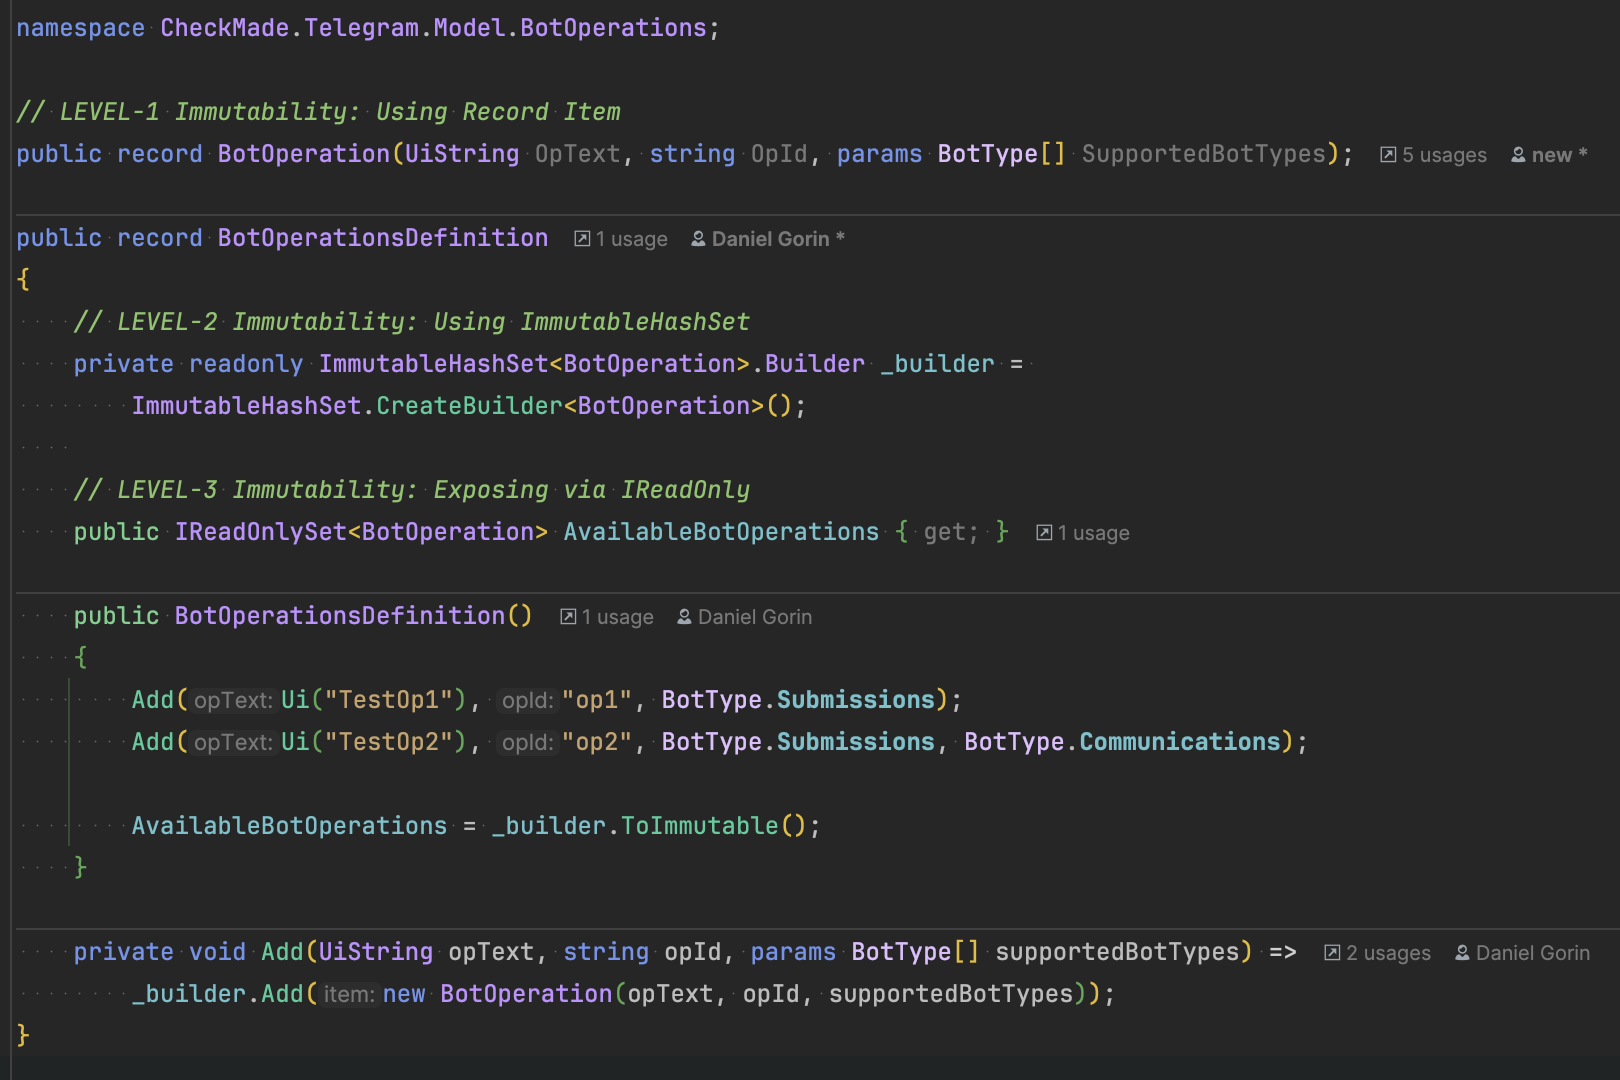 namespace CheckMade.Telegram.Model.BotOperations;
// LEVEL-1 Immutability: Using Record Item
public record BotOperation(UiString OpText, string OpId, params BotType[] SupportedBotTypes); 5 usages new *
public record BotOperationsDefinition 1 usage Daniel Gorin *
{
// LEVEL-2 Immutability: Using ImmutableHashSet
private readonly ImmutableHashSet<BotOperation>.Builder _builder =
ImmutableHashSet.CreateBuilder<BotOperation>();
// LEVEL-3 Immutability: Exposing via IReadOnly
public IReadOnlySet<BotOperation> AvailableBotOperations { get; } 1 usage
public BotOperationsDefinition() 1 usage Daniel Gorin
{
Add(opText: Ui("TestOp1"), opId: "op1", BotType.Submissions);
Add(opText: Ui("TestOp2"), opId: "op2", BotType.Submissions, BotType.Communications);
AvailableBotOperations = _builder.ToImmutable();
}
private void Add(UiString opText, string opId, params BotType[] supportedBotTypes) => 2 usages Daniel Gorin
_builder.Add(item: new BotOperation(opText, opId, supportedBotTypes));
}